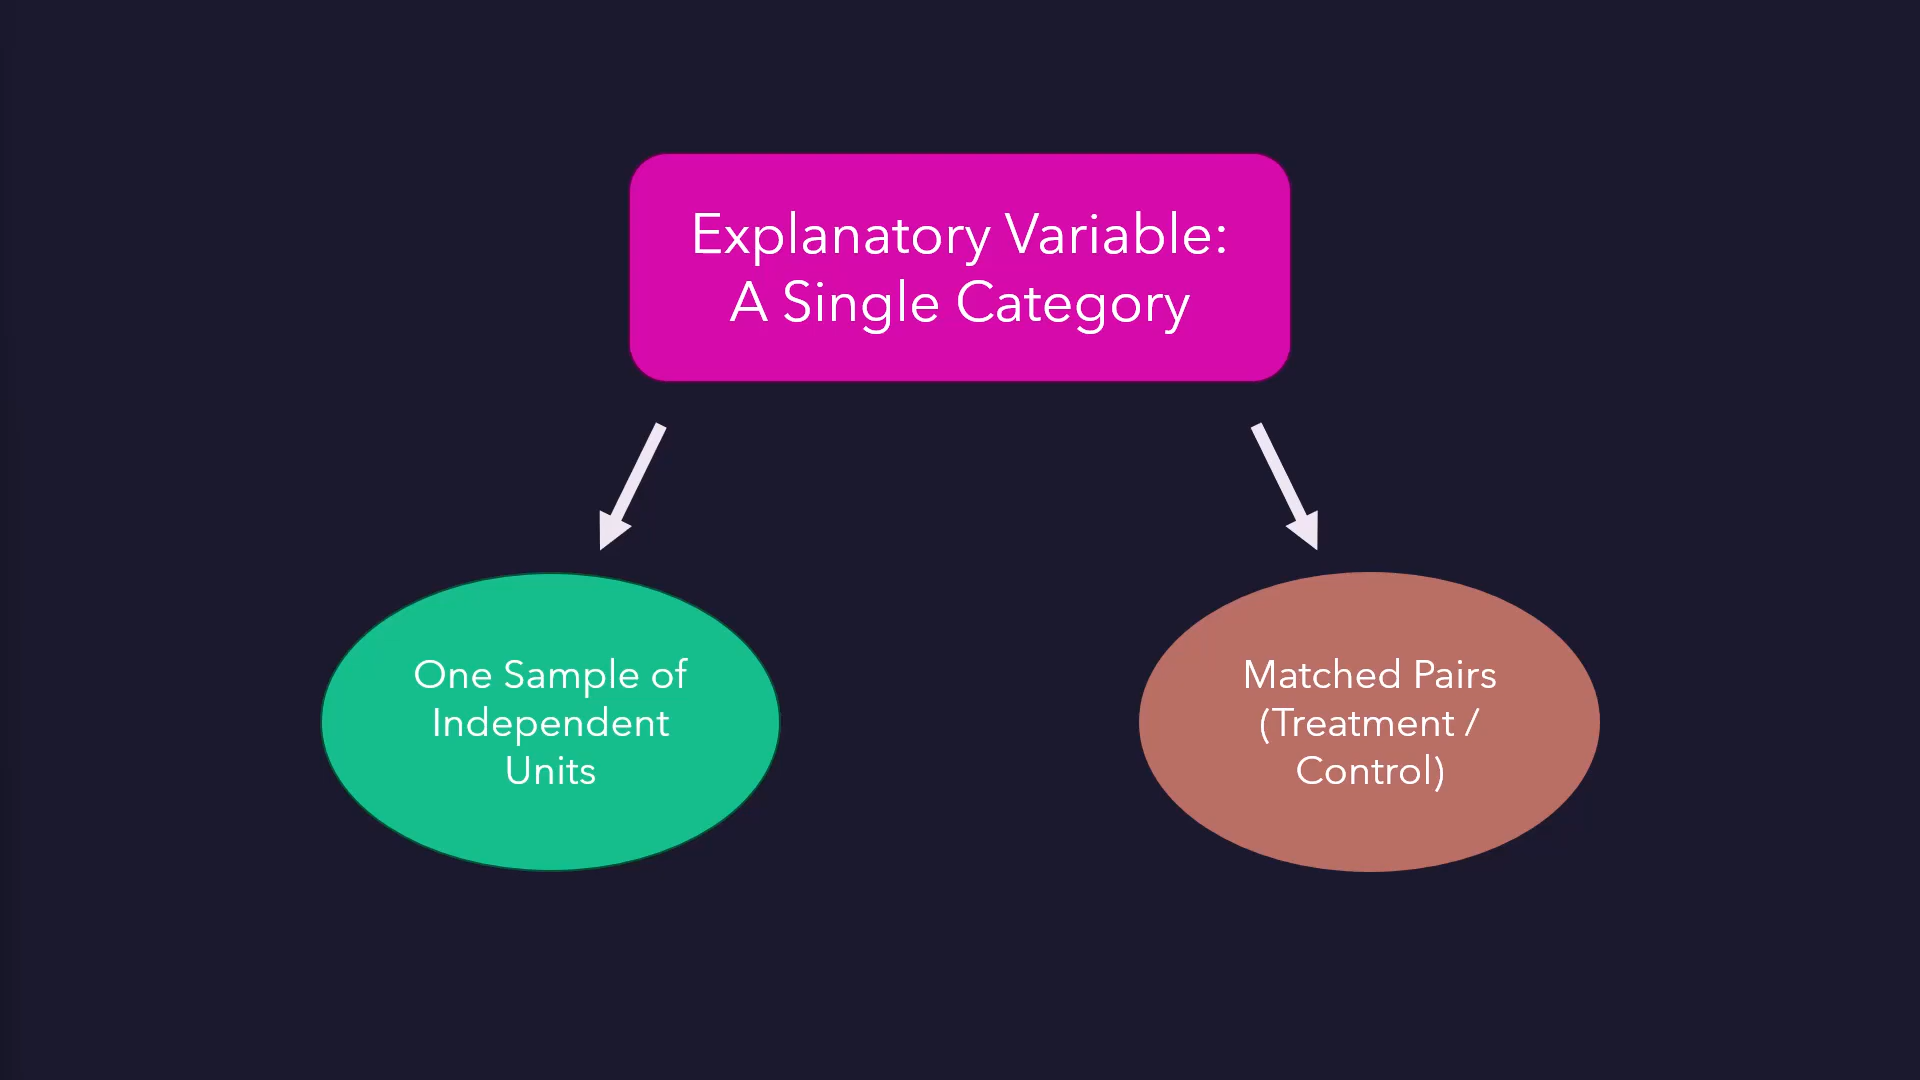 Explanatory Variable:
A Single Category
One Sample of
Independent
Units
Matched Pairs
(Treatment /
Control)